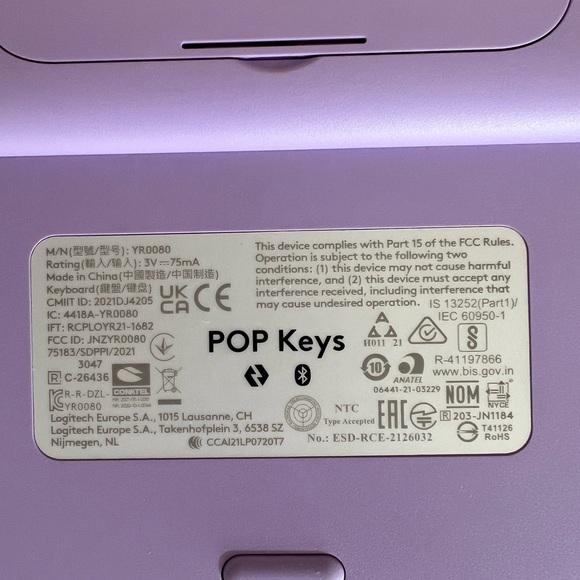 M/N(型號/型号): YR0080
Rating(輸入/输入): 3V⎓75mA
Made in China(中國製造/中国制造)
Keyboard(鍵盤/键盘)
CMIIT ID: 2021DJ4205
IC: 4418A-YR0080
IFT: RCPLOYR21-1682
FCC ID: JNZYR0080
75183/SDPPI/2021
3047
R C-26436
R-R-DZL-
YR0080
Logitech Europe S.A., 1015 Lausanne, CH
Logitech Europe S.A., Takenhofplein 3, 6538 SZ
Nijmegen, NL
CCAI21LP0720T7
UK
CA
CE
CONATEL
POP Keys
This device complies with Part 15 of the FCC Rules.
Operation is subject to the following two
conditions: (1) this device may not cause harmful
interference, and (2) this device must accept any
interference received, including interference that
may cause undesired operation.
IS 13252(Part1)/
IEC 60950-1
R-41197866
www.bis.gov.in
H011 21
10
ANATEL
06441-21-03229
NOM
NYCE
NTC
Type Accepted
No.: ESD-RCE-2126032
EAC
R 203-JN1184
T41126
RoHS